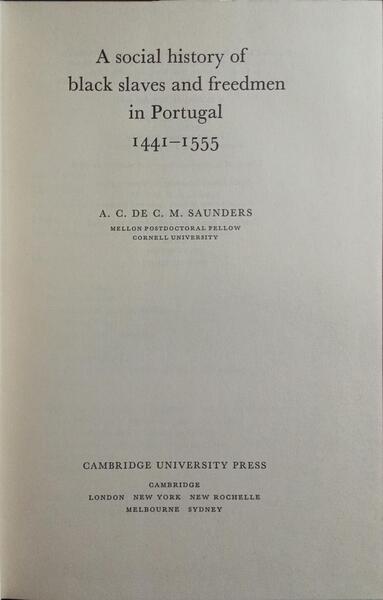 A social history of
black slaves and freedmen
in Portugal
1441–1555
A. C. DE C. M. SAUNDERS
MELLON POSTDOCTORAL FELLOW
CORNELL UNIVERSITY
CAMBRIDGE UNIVERSITY PRESS
CAMBRIDGE
LONDON NEW YORK NEW ROCHELLE
MELBOURNE SYDNEY